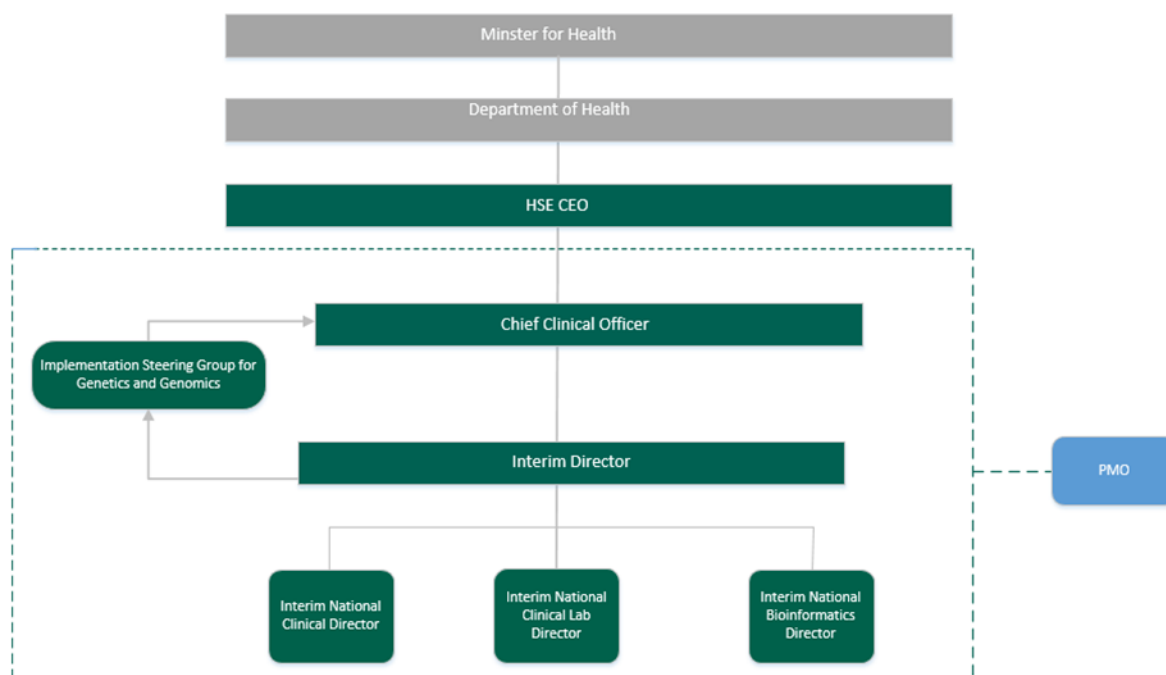 Minster for Health
Department of Health
HSE CEO
Chief Clinical Officer
Implementation Steering Group for
Genetics and Genomics
Interim Director
PMO
Interim National
Clinical Director
Interim National
Clinical Lab
Director
Interim National
Bioinformatics
Director